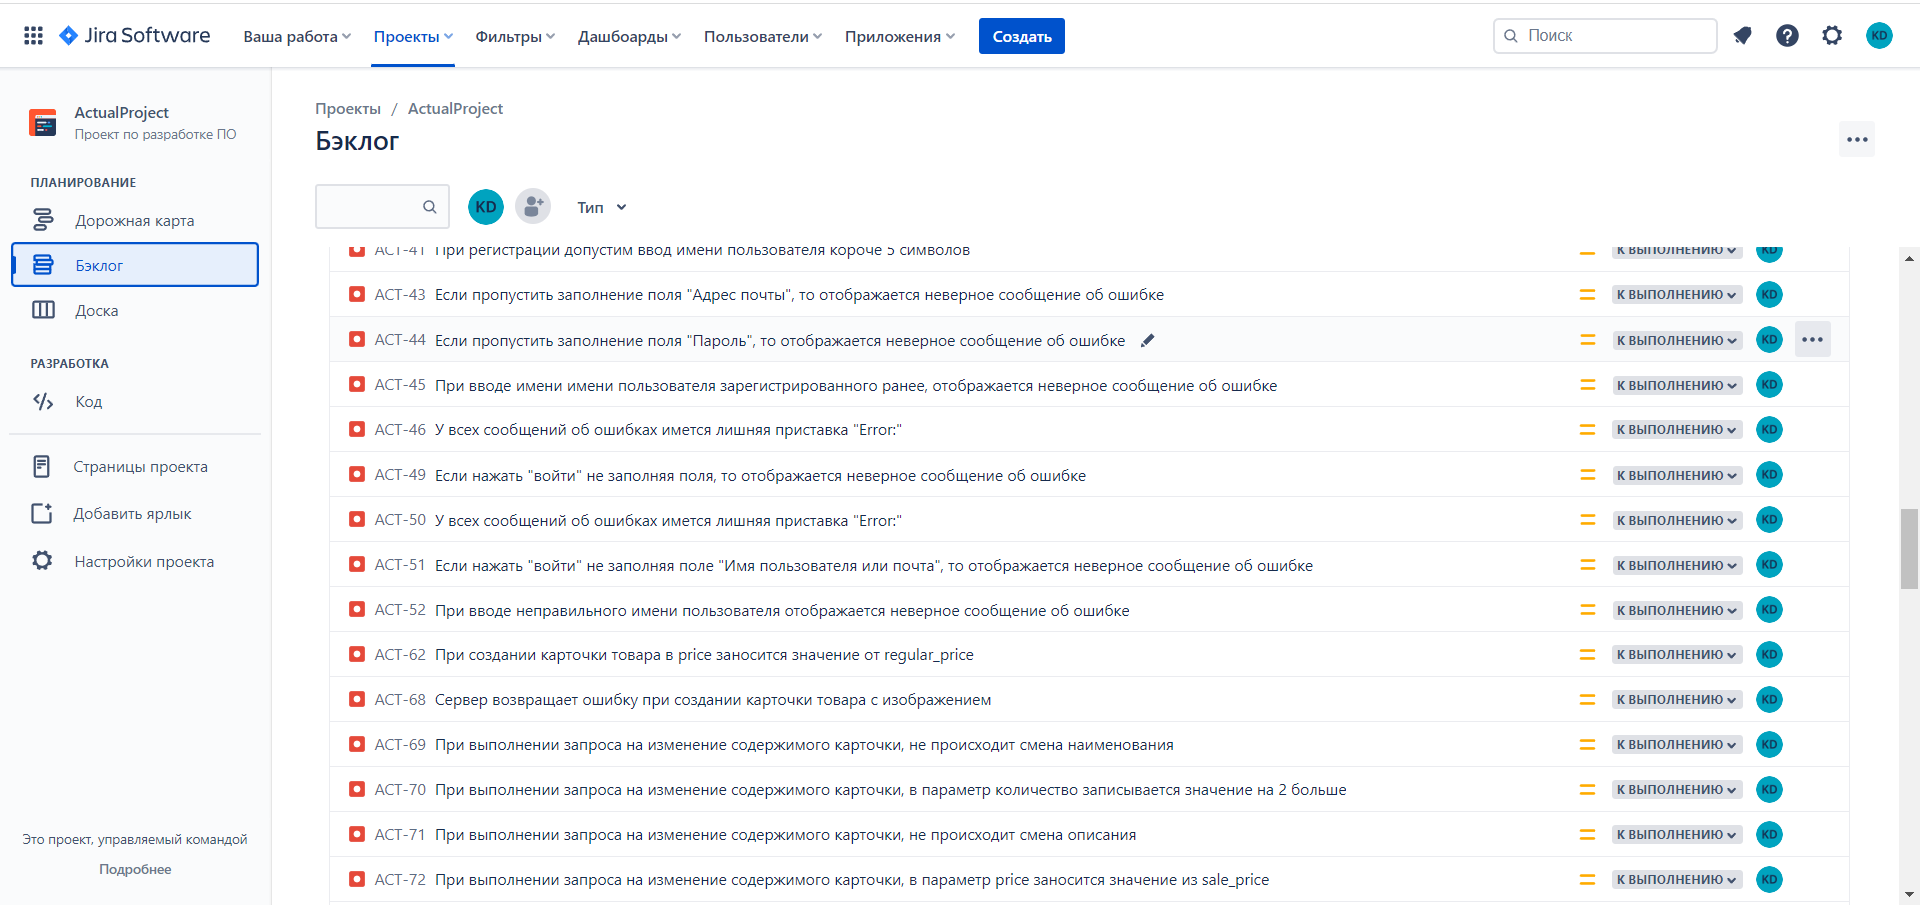 Jira Software Ваша работа Проекты Фильтры Дашбоарды Пользователи Приложения Создать Поиск KD
ActualProject
Проект по разработке ПО
ПЛАНИРОВАНИЕ
Дорожная карта
Бэклог
Доска
РАЗРАБОТКА
Код
Страницы проекта
Добавить ярлык
Настройки проекта
Это проект, управляемый командой
Подробнее
Проекты / ActualProject
Бэклог
KD Тип
ACT-41 При регистрации допустим ввод имени пользователя короче 5 символов К ВЫПОЛНЕНИЮ KD
ACT-43 Если пропустить заполнение поля "Адрес почты", то отображается неверное сообщение об ошибке К ВЫПОЛНЕНИЮ KD
ACT-44 Если пропустить заполнение поля "Пароль", то отображается неверное сообщение об ошибке К ВЫПОЛНЕНИЮ KD
ACT-45 При вводе имени имени пользователя зарегистрированного ранее, отображается неверное сообщение об ошибке К ВЫПОЛНЕНИЮ KD
ACT-46 У всех сообщений об ошибках имется лишняя приставка "Error:" К ВЫПОЛНЕНИЮ KD
ACT-49 Если нажать "войти" не заполняя поля, то отображается неверное сообщение об ошибке К ВЫПОЛНЕНИЮ KD
ACT-50 У всех сообщений об ошибках имется лишняя приставка "Error:" К ВЫПОЛНЕНИЮ KD
ACT-51 Если нажать "войти" не заполняя поле "Имя пользователя или почта", то отображается неверное сообщение об ошибке К ВЫПОЛНЕНИЮ KD
ACT-52 При вводе неправильного имени пользователя отображается неверное сообщение об ошибке К ВЫПОЛНЕНИЮ KD
ACT-62 При создании карточки товара в price заносится значение от regular_price К ВЫПОЛНЕНИЮ KD
ACT-68 Сервер возвращает ошибку при создании карточки товара с изображением К ВЫПОЛНЕНИЮ KD
ACT-69 При выполнении запроса на изменение содержимого карточки, не происходит смена наименования К ВЫПОЛНЕНИЮ KD
ACT-70 При выполнении запроса на изменение содержимого карточки, в параметр количество записывается значение на 2 больше К ВЫПОЛНЕНИЮ KD
ACT-71 При выполнении запроса на изменение содержимого карточки, не происходит смена описания К ВЫПОЛНЕНИЮ KD
ACT-72 При выполнении запроса на изменение содержимого карточки, в параметр price заносится значение из sale_price К ВЫПОЛНЕНИЮ KD